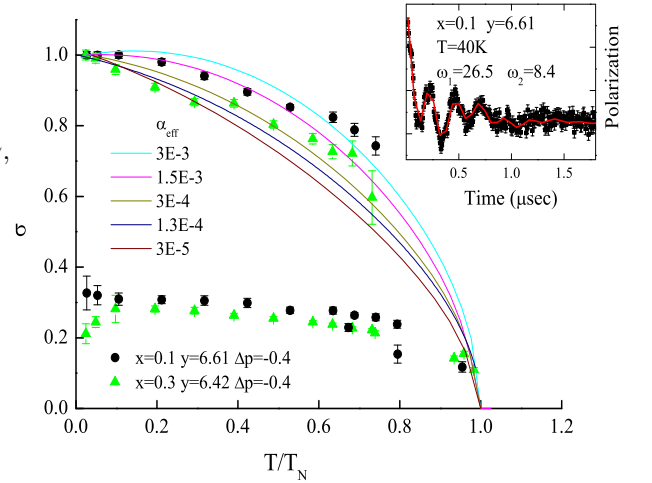 1.0
0.8
0.6
0.4
0.2
0.0
σ
0.0 0.2 0.4 0.6 0.8 1.0 1.2
T/T_N
α_eff
3E-3
1.5E-3
3E-4
1.3E-4
3E-5
x=0.1 y=6.61 Δp=-0.4
x=0.3 y=6.42 Δp=-0.4
x=0.1 y=6.61
T=40K
ω₁=26.5 ω₂=8.4
Polarization
0.5 1.0 1.5
Time (μsec)